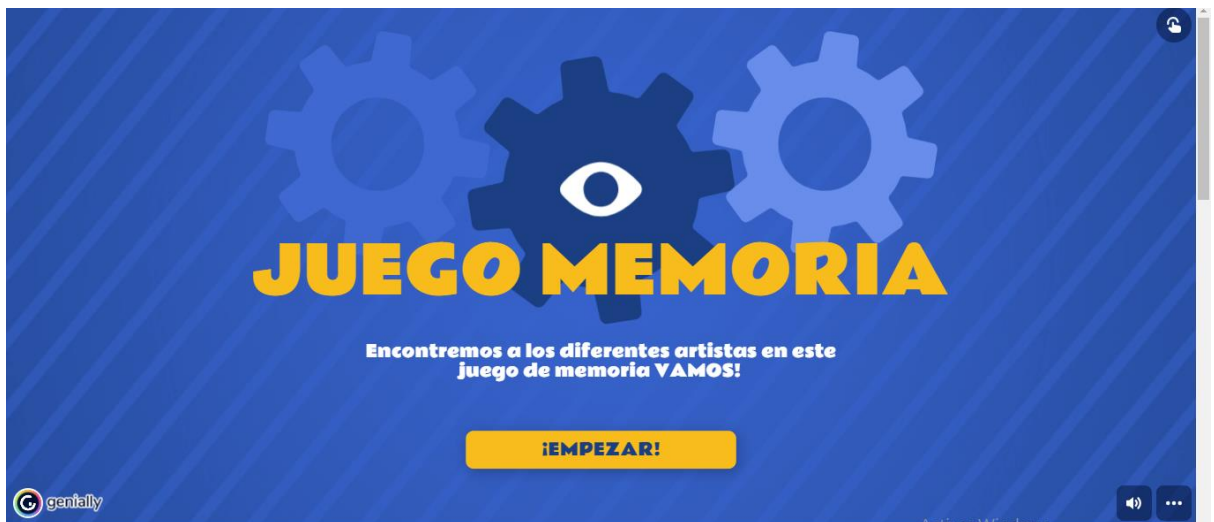 JUEGO MEMORIA
Encontremos a los diferentes artistas en este
juego de memoria VAMOS!
¡EMPEZAR!
genially